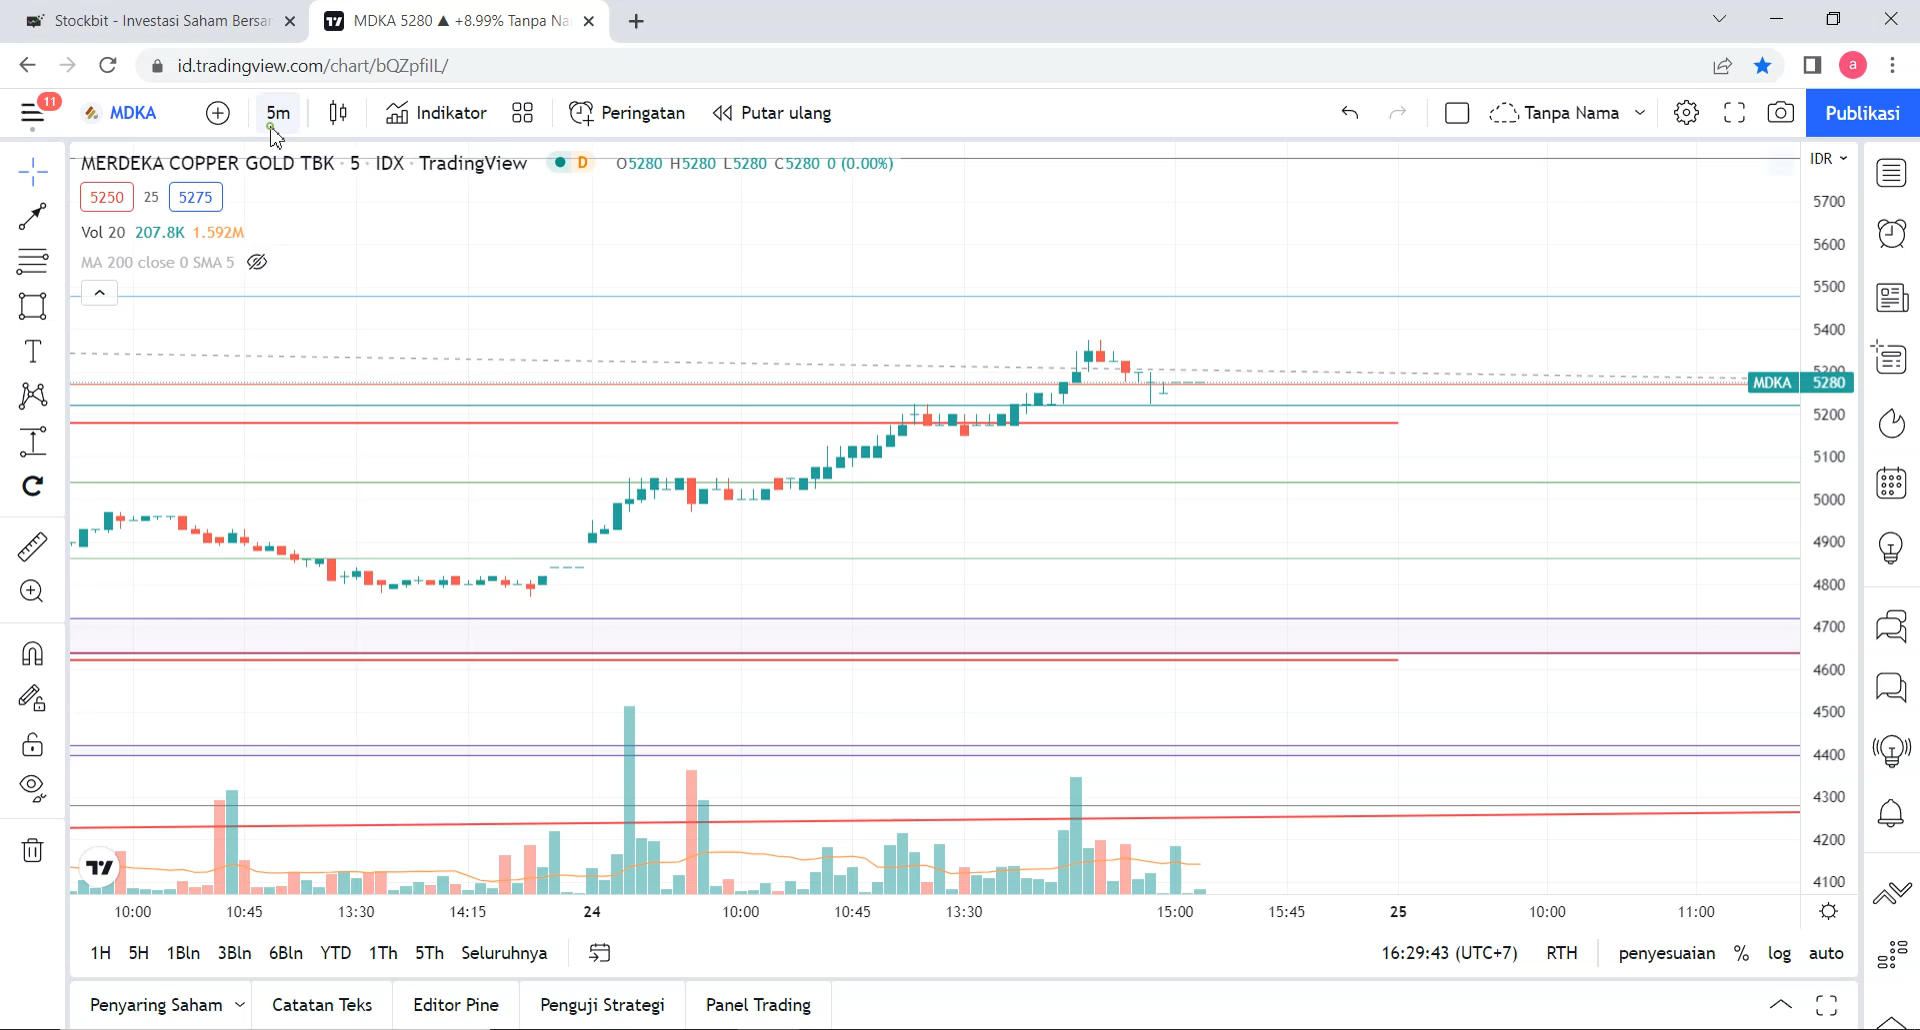 Stockbit - Investasi Saham Bersar
MDKA 5280 ▲ +8.99% Tanpa Na
id.tradingview.com/chart/bQZpfiIL/
11
MDKA
5m
Indikator
Peringatan
Putar ulang
Tanpa Nama
Publikasi
MERDEKA COPPER GOLD TBK · 5 · IDX · TradingView
D
O5280 H5280 L5280 C5280 0 (0.00%)
IDR
5250 25 5275
Vol 20 207.8K 1.592M
MA 200 close 0 SMA 5
5700
5600
5500
5400
5300
MDKA 5280
5200
5100
5000
4900
4800
4700
4600
4500
4400
4300
4200
4100
10:00 10:45 13:30 14:15 24 10:00 10:45 13:30 15:00 15:45 25 10:00 11:00
1H 5H 1Bln 3Bln 6Bln YTD 1Th 5Th Seluruhnya
16:29:43 (UTC+7) RTH penyesuaian % log auto
Penyaring Saham Catatan Teks Editor Pine Penguji Strategi Panel Trading
a